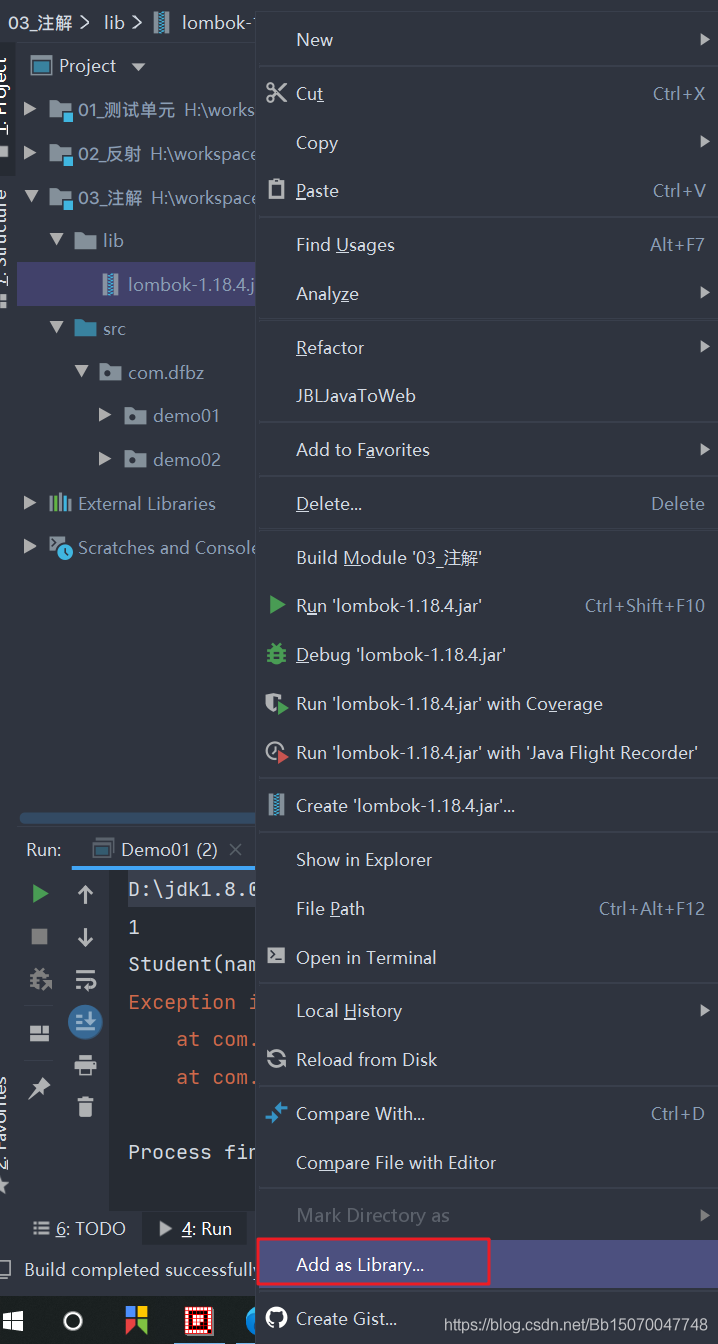 03_注解 lib lombok-1
Project
01_测试单元 H:\works
02_反射 H:\workspace
03_注解 H:\workspace
lib
lombok-1.18.4.j
src
com.dfbz
demo01
demo02
External Libraries
Scratches and Console
1: Project
7: Structure
2: Favorites
New
Cut Ctrl+X
Copy
Paste Ctrl+V
Find Usages Alt+F7
Analyze
Refactor
JBLJavaToWeb
Add to Favorites
Delete... Delete
Build Module '03_注解'
Run 'lombok-1.18.4.jar' Ctrl+Shift+F10
Debug 'lombok-1.18.4.jar'
Run 'lombok-1.18.4.jar' with Coverage
Run 'lombok-1.18.4.jar' with 'Java Flight Recorder'
Create 'lombok-1.18.4.jar'...
Show in Explorer
File Path Ctrl+Alt+F12
Open in Terminal
Local History
Reload from Disk
Compare With... Ctrl+D
Compare File with Editor
Mark Directory as
Add as Library...
Create Gist...
Run: Demo01 (2)
D:\jdk1.8.0
1
Student(nam
Exception i
at com.
at com.
Process fin
6: TODO 4: Run
Build completed successfully
https://blog.csdn.net/Bb15070047748